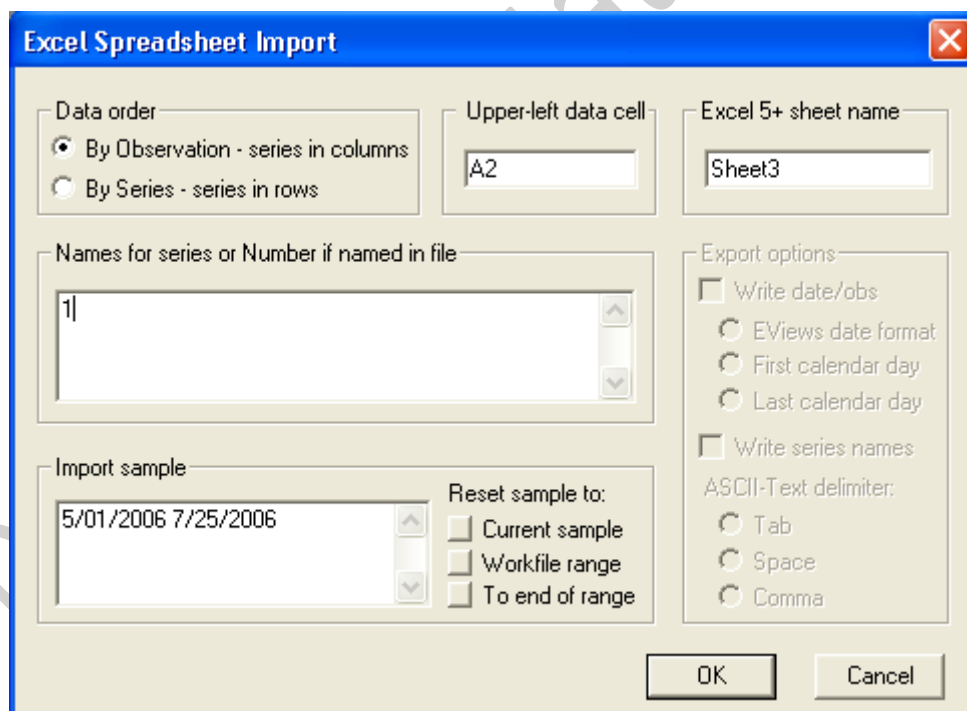 Excel Spreadsheet Import
Data order
By Observation - series in columns
By Series - series in rows
Upper-left data cell
A2
Excel 5+ sheet name
Sheet3
Names for series or Number if named in file
1
Export options
Write date/obs
EViews date format
First calendar day
Last calendar day
Write series names
ASCII-Text delimiter:
Tab
Space
Comma
Import sample
5/01/2006 7/25/2006
Reset sample to:
Current sample
Workfile range
To end of range
OK
Cancel